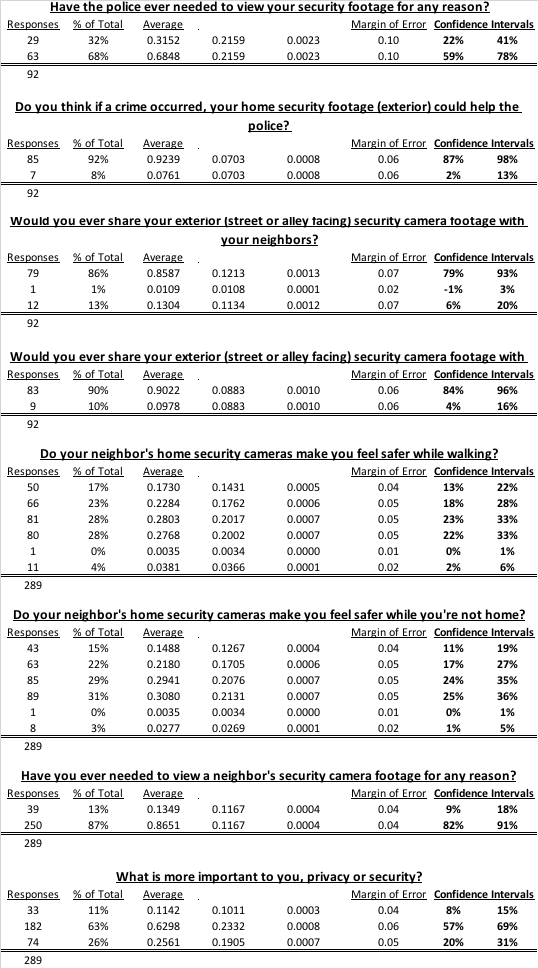 Have the police ever needed to view your security footage for any reason?
Responses % of Total Average . Margin of Error Confidence Intervals
29 32% 0.3152 0.2159 0.0023 0.10 22% 41%
63 68% 0.6848 0.2159 0.0023 0.10 59% 78%
92
Do you think if a crime occurred, your home security footage (exterior) could help the
police?
Responses % of Total Average . Margin of Error Confidence Intervals
85 92% 0.9239 0.0703 0.0008 0.06 87% 98%
7 8% 0.0761 0.0703 0.0008 0.06 2% 13%
92
Would you ever share your exterior (street or alley facing) security camera footage with
your neighbors?
Responses % of Total Average . Margin of Error Confidence Intervals
79 86% 0.8587 0.1213 0.0013 0.07 79% 93%
1 1% 0.0109 0.0108 0.0001 0.02 -1% 3%
12 13% 0.1304 0.1134 0.0012 0.07 6% 20%
92
Would you ever share your exterior (street or alley facing) security camera footage with
Responses % of Total Average . Margin of Error Confidence Intervals
83 90% 0.9022 0.0883 0.0010 0.06 84% 96%
9 10% 0.0978 0.0883 0.0010 0.06 4% 16%
92
Do your neighbor's home security cameras make you feel safer while walking?
Responses % of Total Average . Margin of Error Confidence Intervals
50 17% 0.1730 0.1431 0.0005 0.04 13% 22%
66 23% 0.2284 0.1762 0.0006 0.05 18% 28%
81 28% 0.2803 0.2017 0.0007 0.05 23% 33%
80 28% 0.2768 0.2002 0.0007 0.05 22% 33%
1 0% 0.0035 0.0034 0.0000 0.01 0% 1%
11 4% 0.0381 0.0366 0.0001 0.02 2% 6%
289
Do your neighbor's home security cameras make you feel safer while you're not home?
Responses % of Total Average . Margin of Error Confidence Intervals
43 15% 0.1488 0.1267 0.0004 0.04 11% 19%
63 22% 0.2180 0.1705 0.0006 0.05 17% 27%
85 29% 0.2941 0.2076 0.0007 0.05 24% 35%
89 31% 0.3080 0.2131 0.0007 0.05 25% 36%
1 0% 0.0035 0.0034 0.0000 0.01 0% 1%
8 3% 0.0277 0.0269 0.0001 0.02 1% 5%
289
Have you ever needed to view a neighbor's security camera footage for any reason?
Responses % of Total Average . Margin of Error Confidence Intervals
39 13% 0.1349 0.1167 0.0004 0.04 9% 18%
250 87% 0.8651 0.1167 0.0004 0.04 82% 91%
289
What is more important to you, privacy or security?
Responses % of Total Average . Margin of Error Confidence Intervals
33 11% 0.1142 0.1011 0.0003 0.04 8% 15%
182 63% 0.6298 0.2332 0.0008 0.06 57% 69%
74 26% 0.2561 0.1905 0.0007 0.05 20% 31%
289